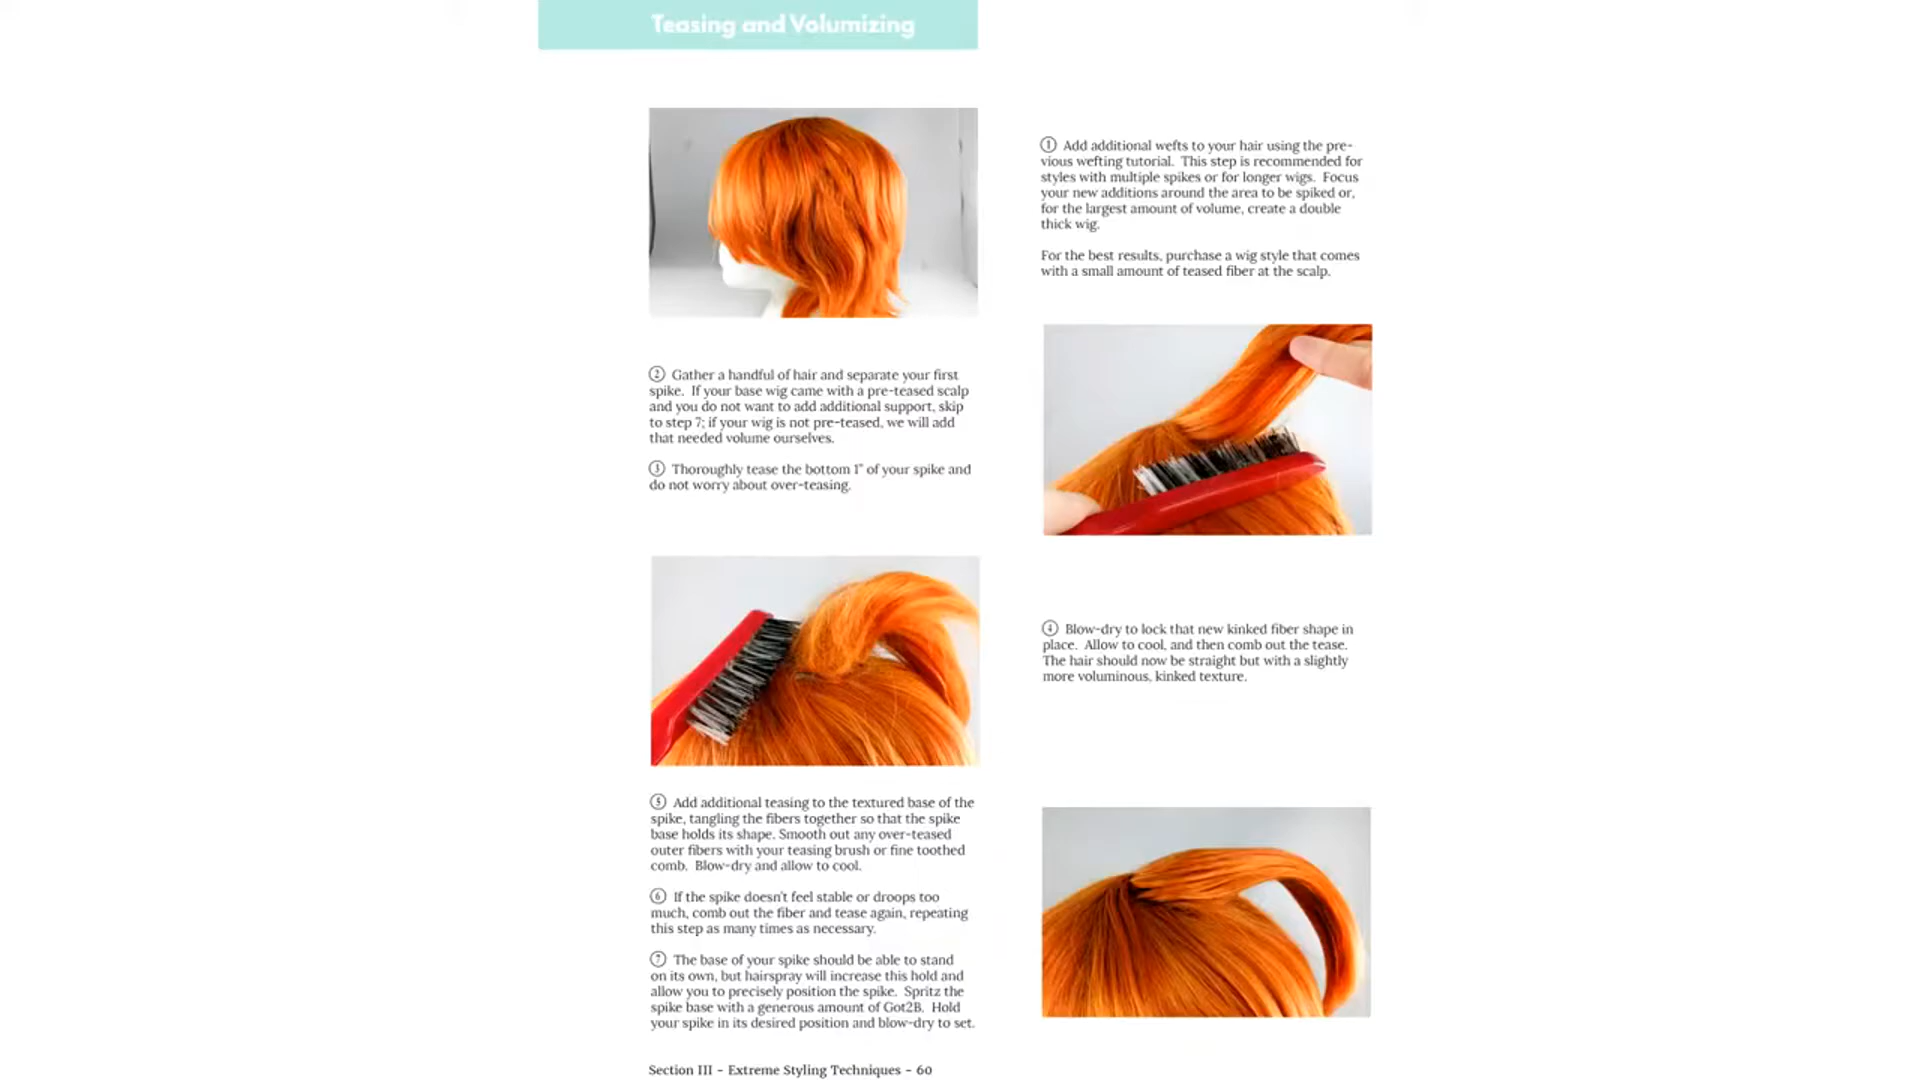 Teasing and Volumizing
① Add additional wefts to your hair using the pre-
vious wefting tutorial. This step is recommended for
styles with multiple spikes or for longer wigs. Focus
your new additions around the area to be spiked or,
for the largest amount of volume, create a double
thick wig.
For the best results, purchase a wig style that comes
with a small amount of teased fiber at the scalp.
② Gather a handful of hair and separate your first
spike. If your base wig came with a pre-teased scalp
and you do not want to add additional support, skip
to step 7; if your wig is not pre-teased, we will add
that needed volume ourselves.
③ Thoroughly tease the bottom 1" of your spike and
do not worry about over-teasing.
④ Blow-dry to lock that new kinked fiber shape in
place. Allow to cool, and then comb out the tease.
The hair should now be straight but with a slightly
more voluminous, kinked texture.
⑤ Add additional teasing to the textured base of the
spike, tangling the fibers together so that the spike
base holds its shape. Smooth out any over-teased
outer fibers with your teasing brush or fine toothed
comb. Blow-dry and allow to cool.
⑥ If the spike doesn't feel stable or droops too
much, comb out the fiber and tease again, repeating
this step as many times as necessary.
⑦ The base of your spike should be able to stand
on its own, but hairspray will increase this hold and
allow you to precisely position the spike. Spritz the
spike base with a generous amount of Got2B. Hold
your spike in its desired position and blow-dry to set.
Section III - Extreme Styling Techniques - 60